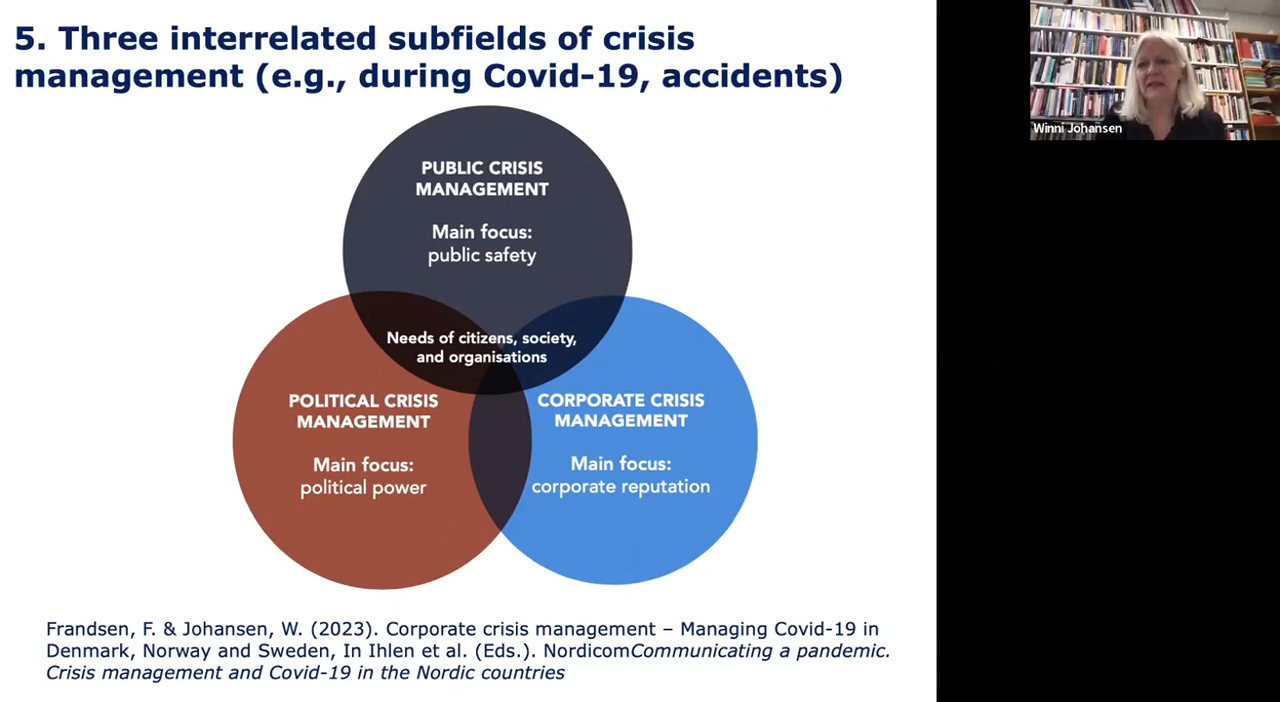 5. Three interrelated subfields of crisis
management (e.g., during Covid-19, accidents)
Winni Johansen
PUBLIC CRISIS
MANAGEMENT
Main focus:
public safety
Needs of citizens, society,
and organisations
POLITICAL CRISIS
MANAGEMENT
Main focus:
political power
CORPORATE CRISIS
MANAGEMENT
Main focus:
corporate reputation
Frandsen, F. & Johansen, W. (2023). Corporate crisis management – Managing Covid-19 in
Denmark, Norway and Sweden, In Ihlen et al. (Eds.). NordicomCommunicating a pandemic.
Crisis management and Covid-19 in the Nordic countries